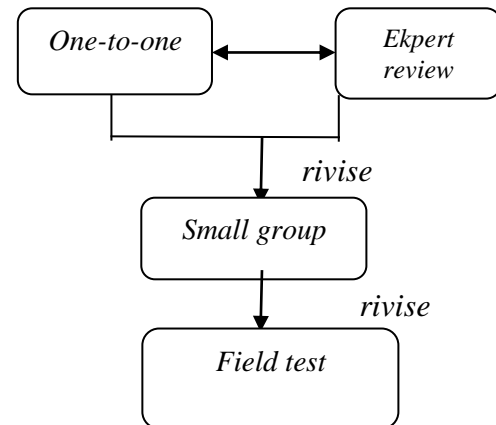 One-to-one
Ekpert
review
rivise
Small group
rivise
Field test